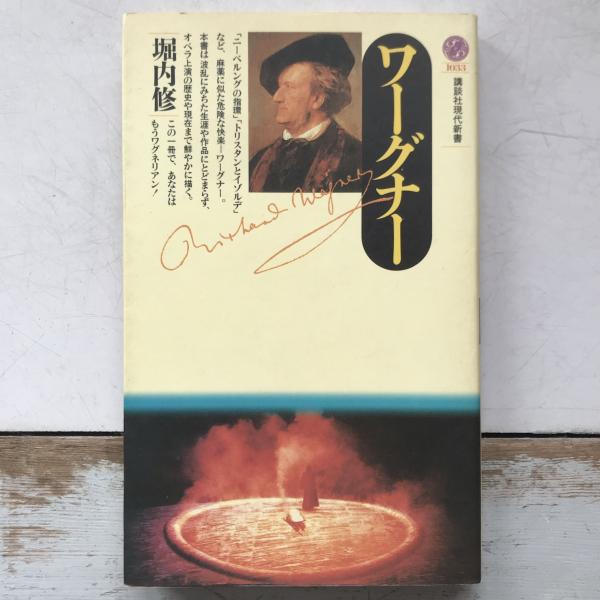 1033
講談社現代新書
ワーグナー
「ニーベルングの指環」「トリスタンとイゾルデ」
など、麻薬に似た危険な快楽—ワーグナー。
本書は波乱にみちた生涯や作品にとどまらず、
オペラ上演の歴史や現在まで鮮やかに描く。
この一冊で、あなたは
もうワグネリアン!
堀内修
Richard Wagner